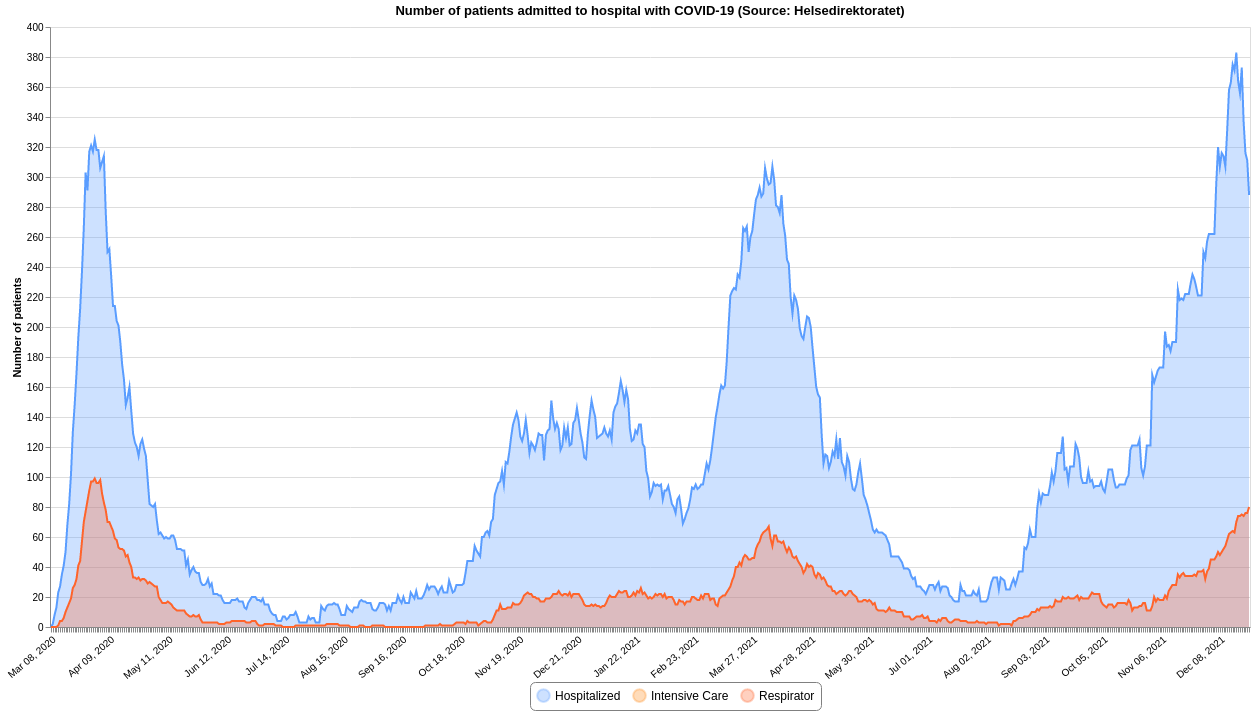 Number of patients admitted to hospital with COVID-19 (Source: Helsedirektoratet)
400
380
360
340
320
300
280
260
240
220
200
180
160
140
120
100
80
60
40
20
0
Number of patients
Mar 08, 2020
Apr 09, 2020
May 11, 2020
Jun 12, 2020
Jul 14, 2020
Aug 15, 2020
Sep 16, 2020
Oct 18, 2020
Nov 19, 2020
Dec 21, 2020
Jan 22, 2021
Feb 23, 2021
Mar 27, 2021
Apr 28, 2021
May 30, 2021
Jul 01, 2021
Aug 02, 2021
Sep 03, 2021
Oct 05, 2021
Nov 06, 2021
Dec 08, 2021
Hospitalized Intensive Care Respirator